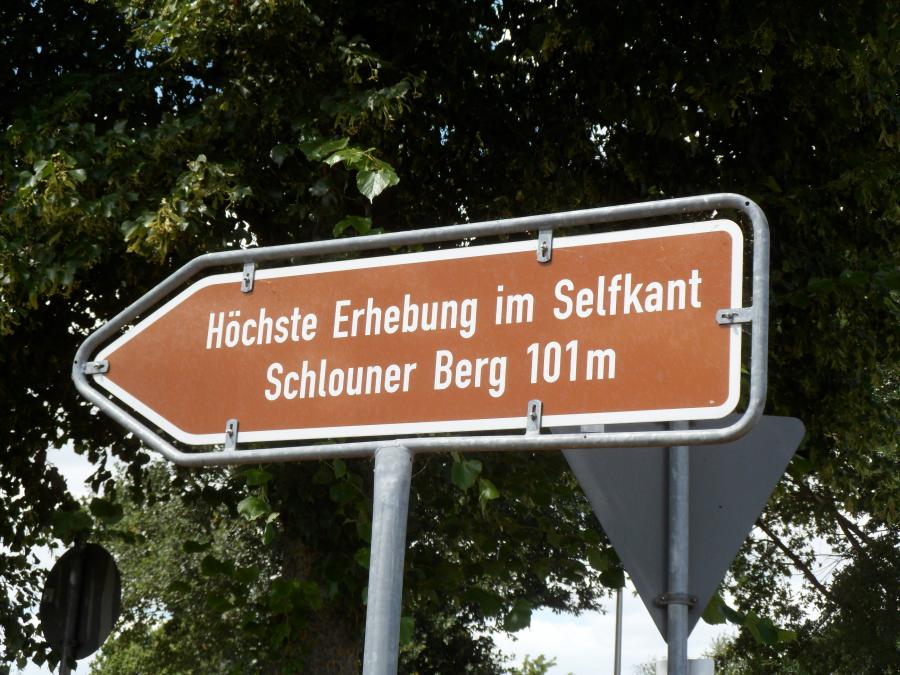 Höchste Erhebung im Selfkant
Schlouner Berg 101m